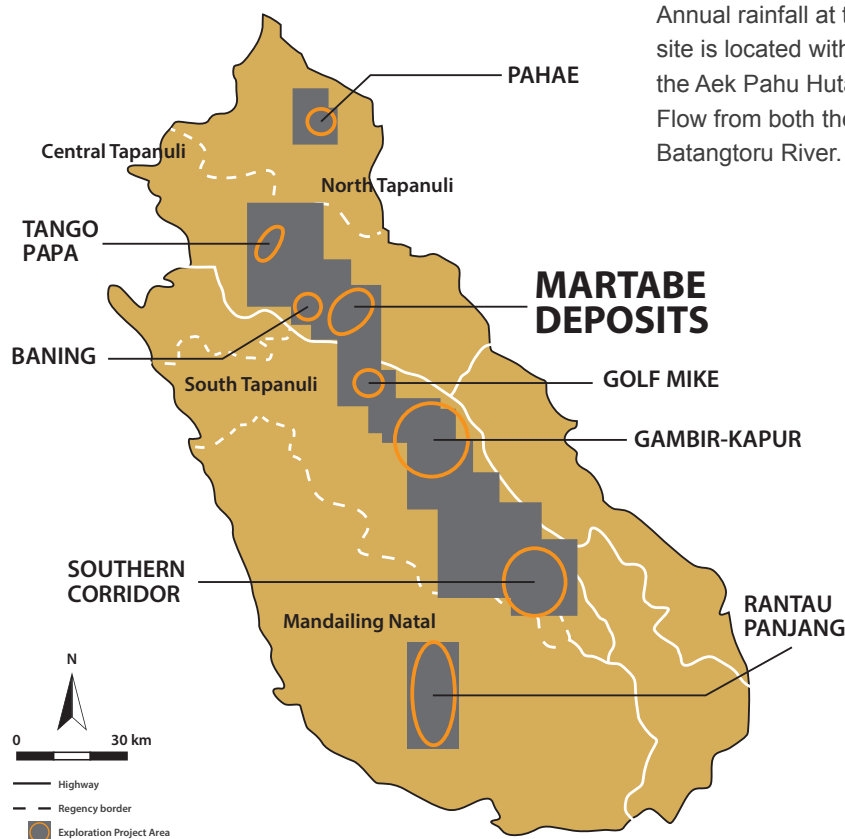 Annual rainfall at t
site is located with
the Aek Pahu Huta
Flow from both the
Batangtoru River.
PAHAE
Central Tapanuli
North Tapanuli
TANGO
PAPA
MARTABE
DEPOSITS
BANING
South Tapanuli
GOLF MIKE
GAMBIR-KAPUR
SOUTHERN
CORRIDOR
RANTAU
PANJANG
Mandailing Natal
N
0 30 km
Highway
Regency border
Exploration Project Area